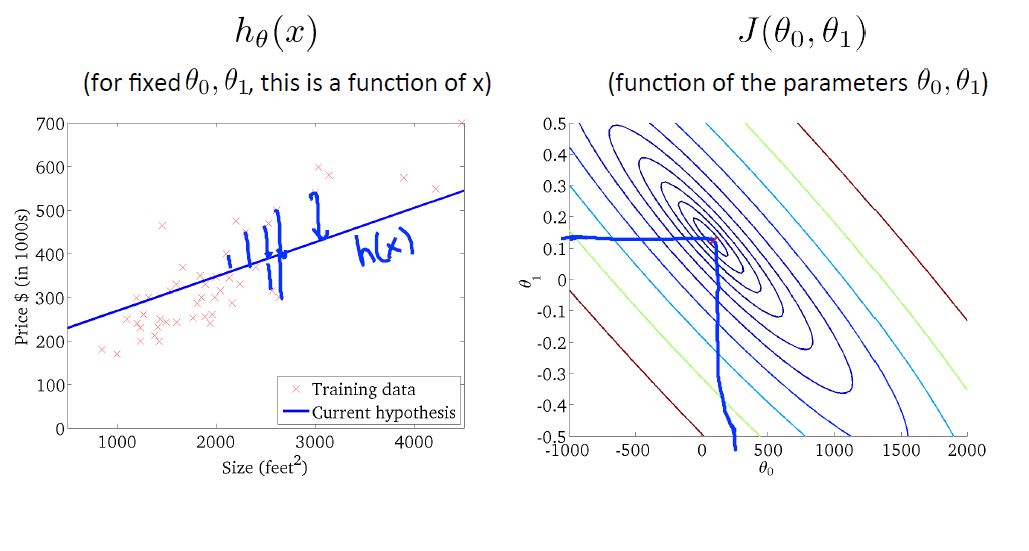 h_θ(x)
(for fixed θ₀, θ₁, this is a function of x)
700
600
500
400
300
200
100
0
Price $ (in 1000s)
1000
2000
3000
4000
Size (feet²)
h(x)
Training data
Current hypothesis
J(θ₀, θ₁)
(function of the parameters θ₀, θ₁)
0.5
0.4
0.3
0.2
0.1
0
-0.1
-0.2
-0.3
-0.4
-0.5
θ₁
-1000
-500
0
500
1000
1500
2000
θ₀